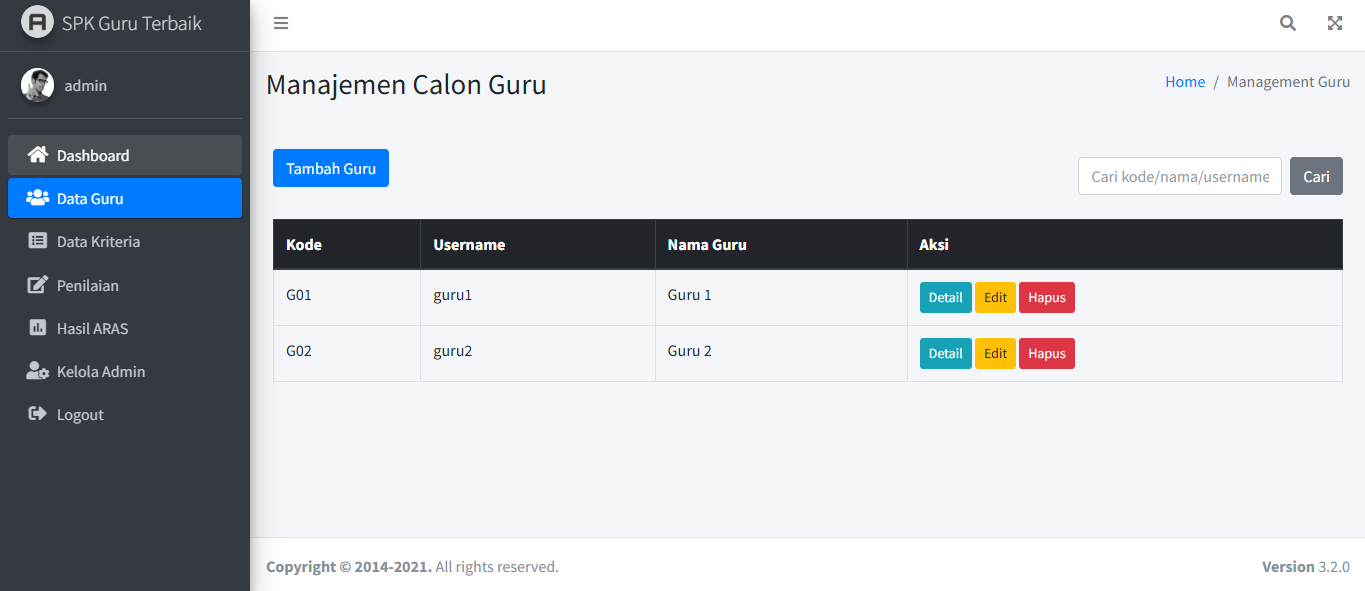 SPK Guru Terbaik
admin
Dashboard
Data Guru
Data Kriteria
Penilaian
Hasil ARAS
Kelola Admin
Logout
Manajemen Calon Guru
Home / Management Guru
Tambah Guru
Cari kode/nama/username Cari
Kode Username Nama Guru Aksi
G01 guru1 Guru 1 Detail Edit Hapus
G02 guru2 Guru 2 Detail Edit Hapus
Copyright © 2014-2021. All rights reserved. Version 3.2.0